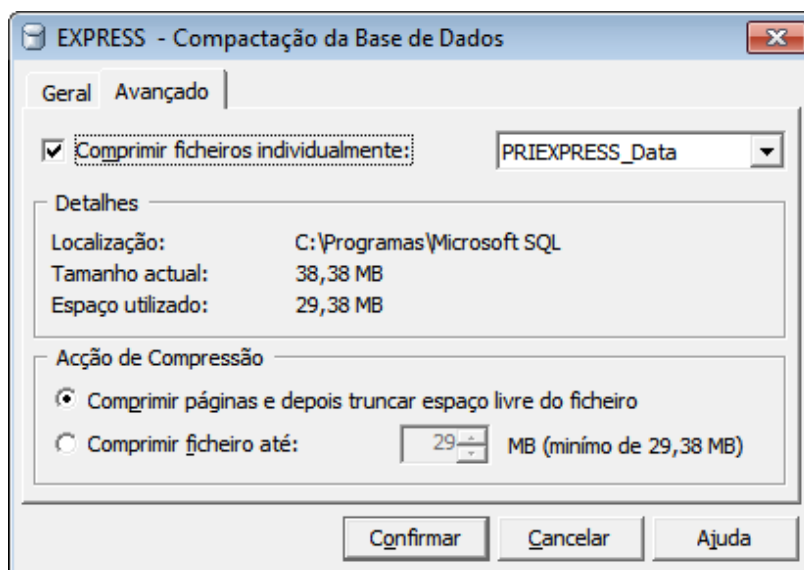 EXPRESS - Compactação da Base de Dados
Geral Avançado
Comprimir ficheiros individualmente: PRIEXPRESS_Data
Detalhes
Localização: C:\Programas\Microsoft SQL
Tamanho actual: 38,38 MB
Espaço utilizado: 29,38 MB
Acção de Compressão
Comprimir páginas e depois truncar espaço livre do ficheiro
Comprimir ficheiro até: 29 MB (minímo de 29,38 MB)
Confirmar Cancelar Ajuda